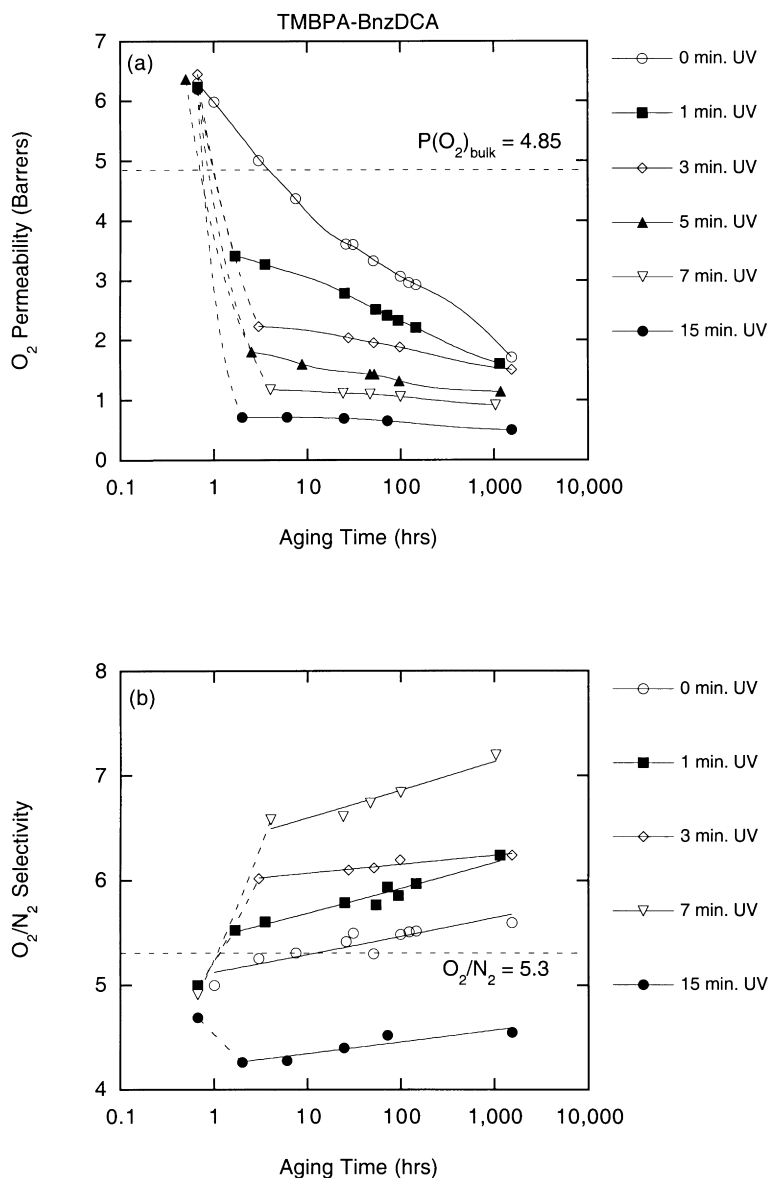 TMBPA-BnzDCA
(a)
7
6
5
4
3
2
1
0
O2 Permeability (Barrers)
P(O2)bulk = 4.85
0.1 1 10 100 1,000 10,000
Aging Time (hrs)
0 min. UV
1 min. UV
3 min. UV
5 min. UV
7 min. UV
15 min. UV
(b)
8
7
6
5
4
O2/N2 Selectivity
O2/N2 = 5.3
0.1 1 10 100 1,000 10,000
Aging Time (hrs)
0 min. UV
1 min. UV
3 min. UV
7 min. UV
15 min. UV